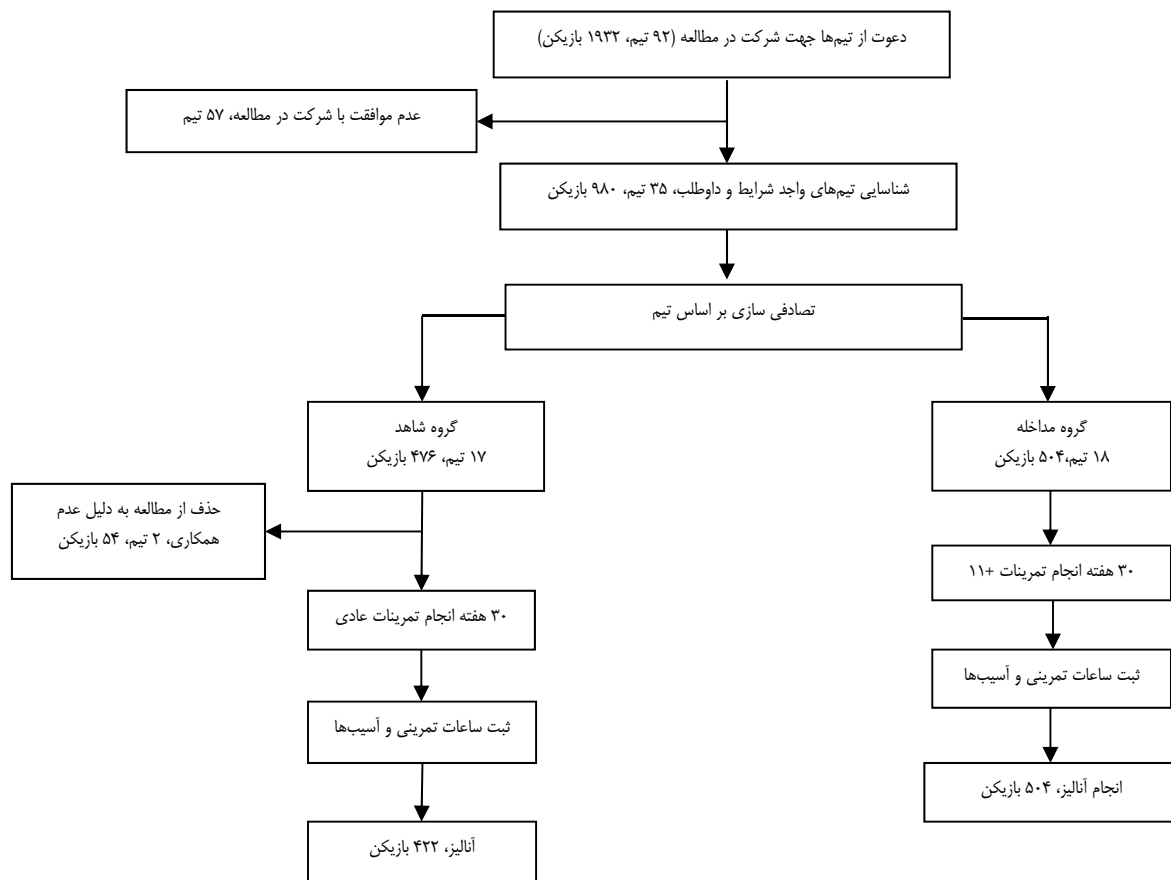 دعوت از تیم‌ها جهت شرکت در مطالعه (۹۲ تیم، ۱۹۳۲ بازیکن)
عدم موافقت با شرکت در مطالعه، ۵۷ تیم
شناسایی تیم‌های واجد شرایط و داوطلب، ۳۵ تیم، ۹۸۰ بازیکن
تصادفی سازی بر اساس تیم
گروه مداخله
۱۸ تیم،۵۰۴ بازیکن
گروه شاهد
۱۷ تیم، ۴۷۶ بازیکن
حذف از مطالعه به دلیل عدم
همکاری، ۲ تیم، ۵۴ بازیکن
۳۰ هفته انجام تمرینات +۱۱
۳۰ هفته انجام تمرینات عادی
ثبت ساعات تمرینی و آسیب‌ها
ثبت ساعات تمرینی و آسیب‌ها
انجام آنالیز، ۵۰۴ بازیکن
آنالیز، ۴۲۲ بازیکن